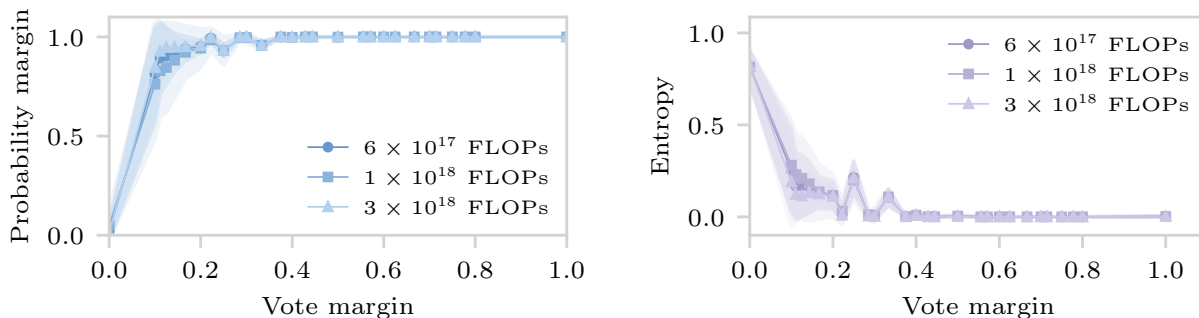 Probability margin
1.0
0.5
0.0
6 × 10¹⁷ FLOPs
1 × 10¹⁸ FLOPs
3 × 10¹⁸ FLOPs
0.0 0.2 0.4 0.6 0.8 1.0
Vote margin
Entropy
1.0
0.5
0.0
6 × 10¹⁷ FLOPs
1 × 10¹⁸ FLOPs
3 × 10¹⁸ FLOPs
0.0 0.2 0.4 0.6 0.8 1.0
Vote margin